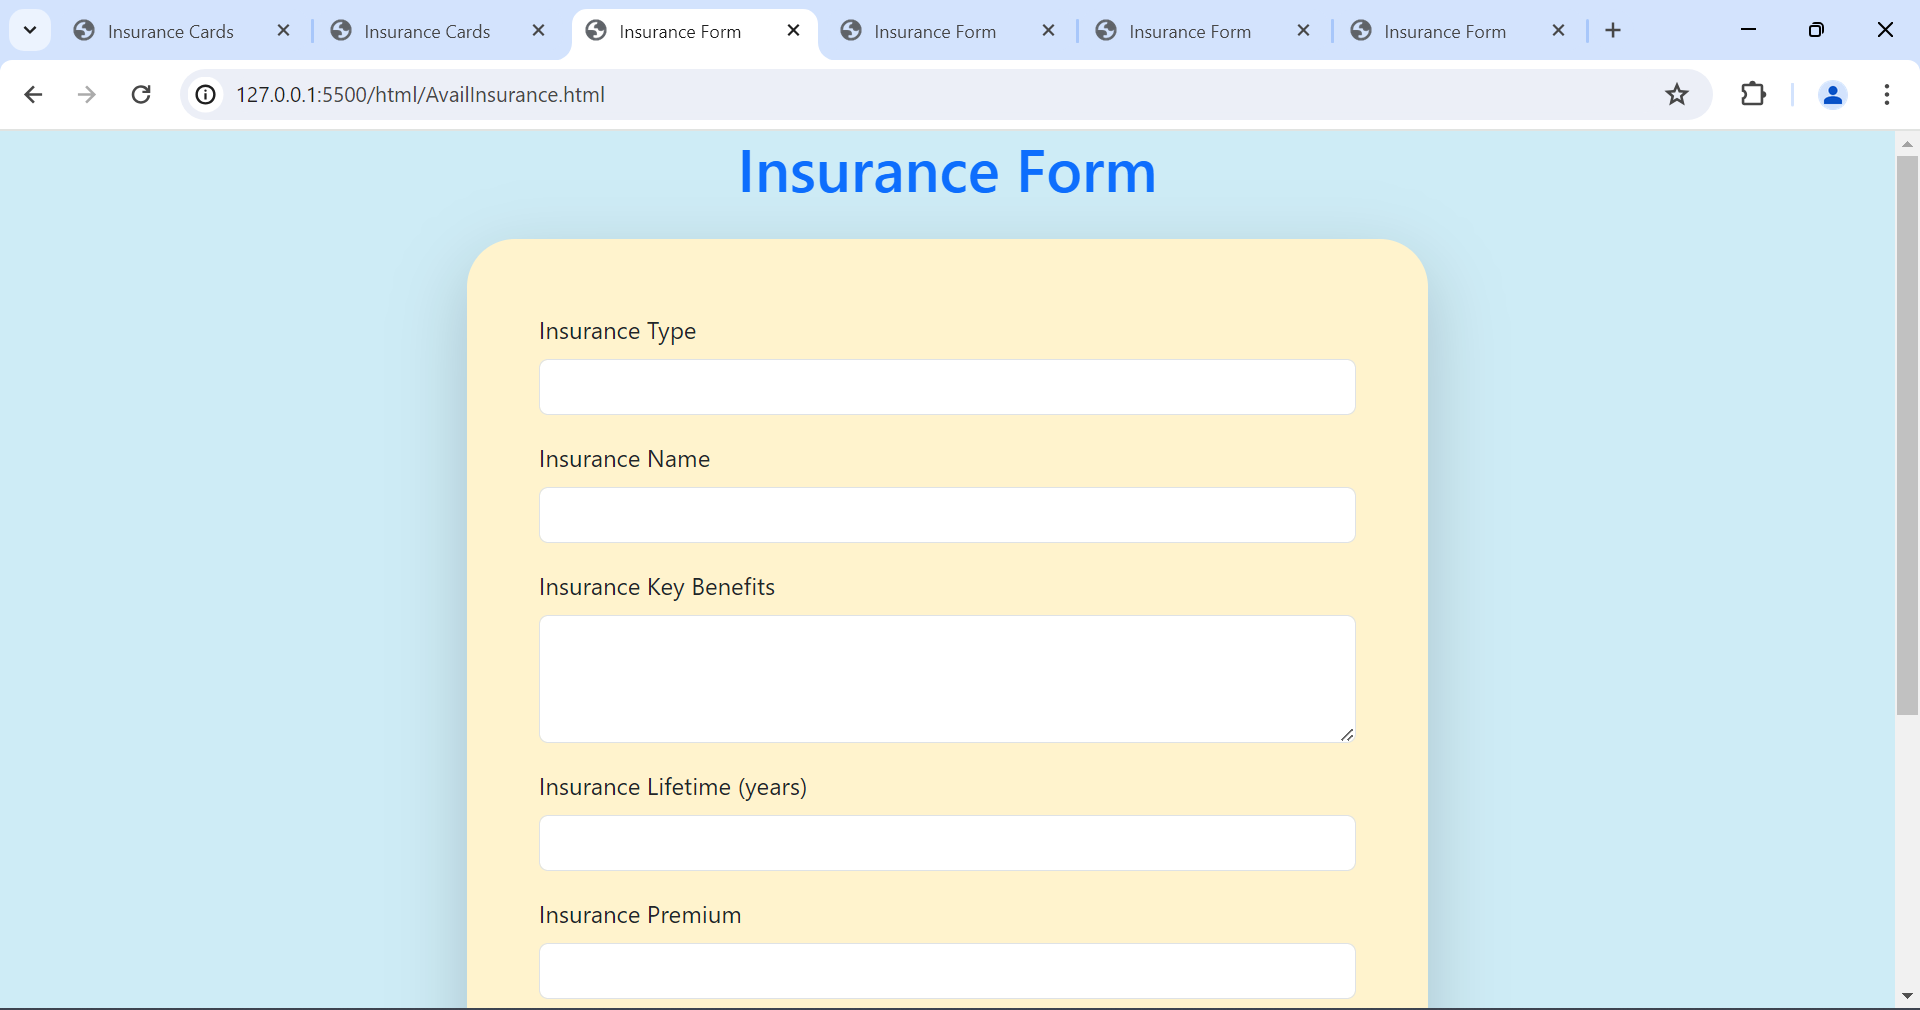 Insurance Cards
Insurance Cards
Insurance Form
Insurance Form
Insurance Form
Insurance Form
127.0.0.1:5500/html/AvailInsurance.html
Insurance Form
Insurance Type
Insurance Name
Insurance Key Benefits
Insurance Lifetime (years)
Insurance Premium